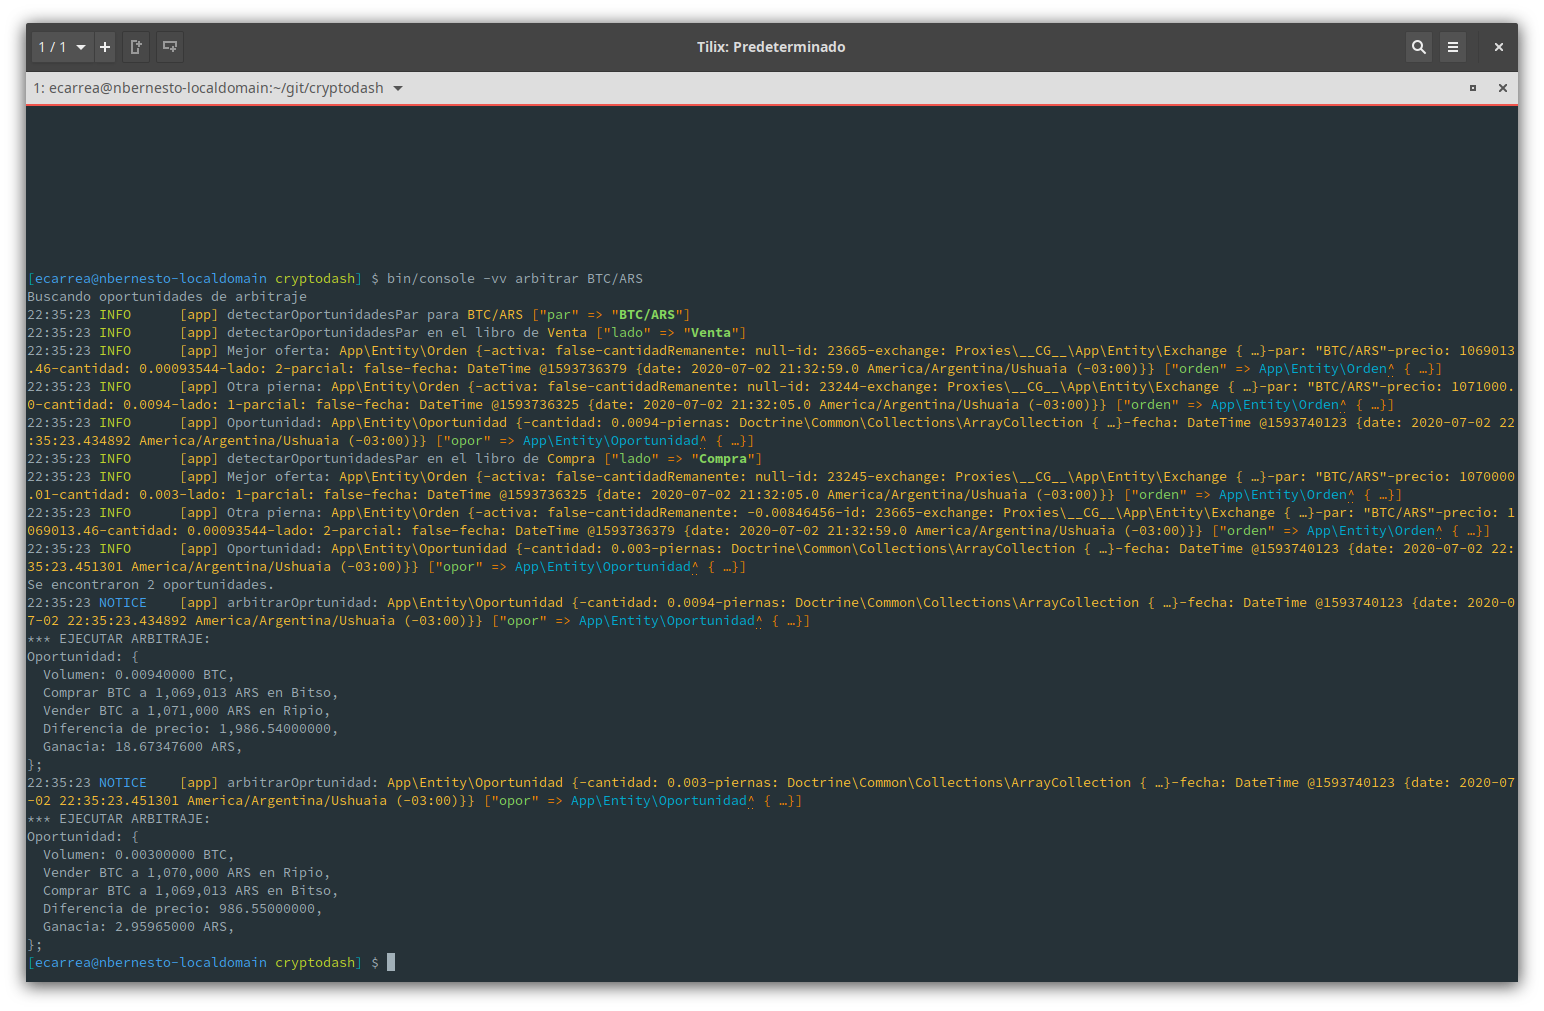 1 / 1
Tilix: Predeterminado
1: ecarrea@nbernesto-localdomain:~/git/cryptodash
[ecarrea@nbernesto-localdomain cryptodash] $ bin/console -vv arbitrar BTC/ARS
Buscando oportunidades de arbitraje
22:35:23 INFO      [app] detectarOportunidadesPar para BTC/ARS ["par" => "BTC/ARS"]
22:35:23 INFO      [app] detectarOportunidadesPar en el libro de Venta ["lado" => "Venta"]
22:35:23 INFO      [app] Mejor oferta: App\Entity\Orden {-activa: false-cantidadRemanente: null-id: 23665-exchange: Proxies\__CG__\App\Entity\Exchange { …}-par: "BTC/ARS"-precio: 1069013
.46-cantidad: 0.00093544-lado: 2-parcial: false-fecha: DateTime @1593736379 {date: 2020-07-02 21:32:59.0 America/Argentina/Ushuaia (-03:00)}} ["orden" => App\Entity\Orden^ { …}]
22:35:23 INFO      [app] Otra pierna: App\Entity\Orden {-activa: false-cantidadRemanente: null-id: 23244-exchange: Proxies\__CG__\App\Entity\Exchange { …}-par: "BTC/ARS"-precio: 1071000.
0-cantidad: 0.0094-lado: 1-parcial: false-fecha: DateTime @1593736325 {date: 2020-07-02 21:32:05.0 America/Argentina/Ushuaia (-03:00)}} ["orden" => App\Entity\Orden^ { …}]
22:35:23 INFO      [app] Oportunidad: App\Entity\Oportunidad {-cantidad: 0.0094-piernas: Doctrine\Common\Collections\ArrayCollection { …}-fecha: DateTime @1593740123 {date: 2020-07-02 22
:35:23.434892 America/Argentina/Ushuaia (-03:00)}} ["opor" => App\Entity\Oportunidad^ { …}]
22:35:23 INFO      [app] detectarOportunidadesPar en el libro de Compra ["lado" => "Compra"]
22:35:23 INFO      [app] Mejor oferta: App\Entity\Orden {-activa: false-cantidadRemanente: null-id: 23245-exchange: Proxies\__CG__\App\Entity\Exchange { …}-par: "BTC/ARS"-precio: 1070000
.01-cantidad: 0.003-lado: 1-parcial: false-fecha: DateTime @1593736325 {date: 2020-07-02 21:32:05.0 America/Argentina/Ushuaia (-03:00)}} ["orden" => App\Entity\Orden^ { …}]
22:35:23 INFO      [app] Otra pierna: App\Entity\Orden {-activa: false-cantidadRemanente: -0.00846456-id: 23665-exchange: Proxies\__CG__\App\Entity\Exchange { …}-par: "BTC/ARS"-precio: 1
069013.46-cantidad: 0.00093544-lado: 2-parcial: false-fecha: DateTime @1593736379 {date: 2020-07-02 21:32:59.0 America/Argentina/Ushuaia (-03:00)}} ["orden" => App\Entity\Orden^ { …}]
22:35:23 INFO      [app] Oportunidad: App\Entity\Oportunidad {-cantidad: 0.003-piernas: Doctrine\Common\Collections\ArrayCollection { …}-fecha: DateTime @1593740123 {date: 2020-07-02 22:
35:23.451301 America/Argentina/Ushuaia (-03:00)}} ["opor" => App\Entity\Oportunidad^ { …}]
Se encontraron 2 oportunidades.
22:35:23 NOTICE    [app] arbitrarOprtunidad: App\Entity\Oportunidad {-cantidad: 0.0094-piernas: Doctrine\Common\Collections\ArrayCollection { …}-fecha: DateTime @1593740123 {date: 2020-0
7-02 22:35:23.434892 America/Argentina/Ushuaia (-03:00)}} ["opor" => App\Entity\Oportunidad^ { …}]
*** EJECUTAR ARBITRAJE:
Oportunidad: {
  Volumen: 0.00940000 BTC,
  Comprar BTC a 1,069,013 ARS en Bitso,
  Vender BTC a 1,071,000 ARS en Ripio,
  Diferencia de precio: 1,986.54000000,
  Ganacia: 18.67347600 ARS,
};
22:35:23 NOTICE    [app] arbitrarOprtunidad: App\Entity\Oportunidad {-cantidad: 0.003-piernas: Doctrine\Common\Collections\ArrayCollection { …}-fecha: DateTime @1593740123 {date: 2020-07
-02 22:35:23.451301 America/Argentina/Ushuaia (-03:00)}} ["opor" => App\Entity\Oportunidad^ { …}]
*** EJECUTAR ARBITRAJE:
Oportunidad: {
  Volumen: 0.00300000 BTC,
  Vender BTC a 1,070,000 ARS en Ripio,
  Comprar BTC a 1,069,013 ARS en Bitso,
  Diferencia de precio: 986.55000000,
  Ganacia: 2.95965000 ARS,
};
[ecarrea@nbernesto-localdomain cryptodash] $